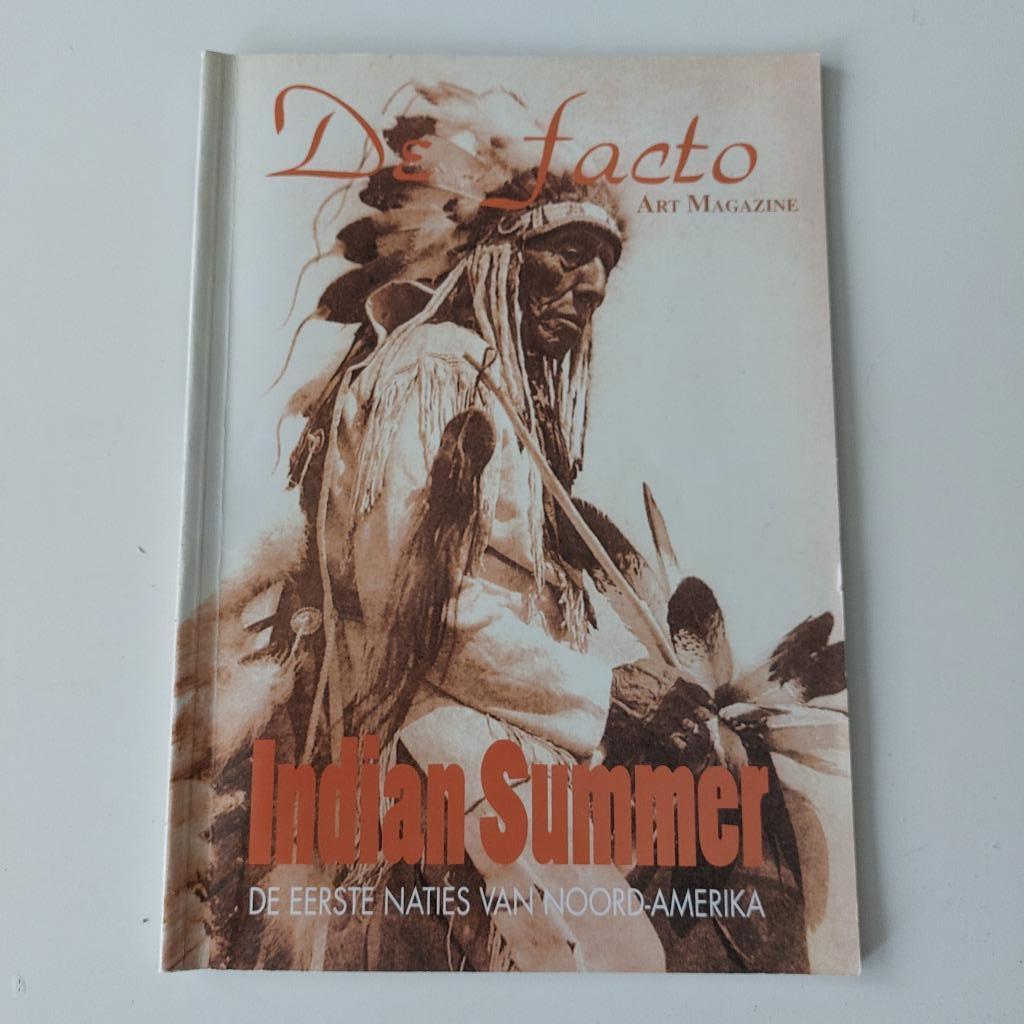 De facto
ART MAGAZINE
Indian Summer
DE EERSTE NATIES VAN NOORD-AMERIKA